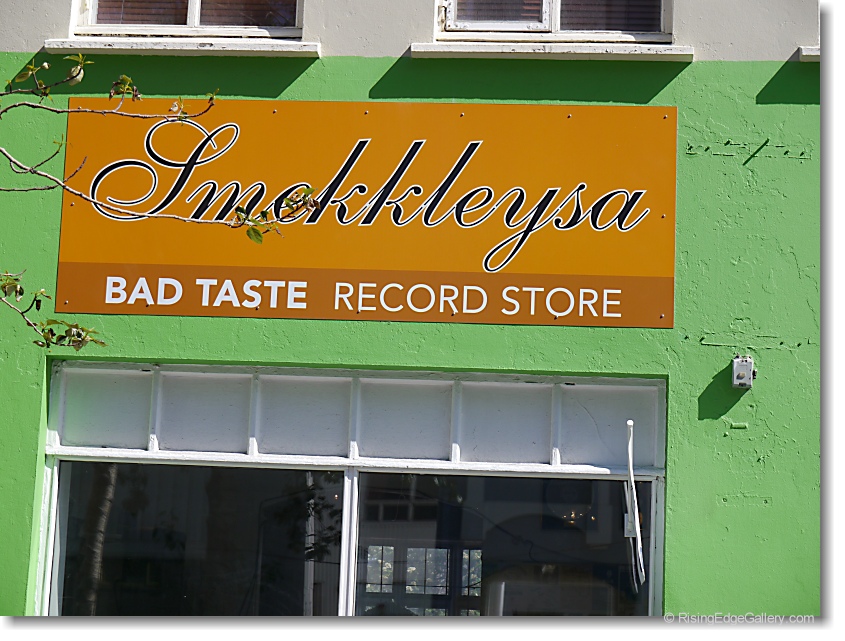 Smekkleysa
BAD TASTE RECORD STORE
© RisingEdgeGallery.com